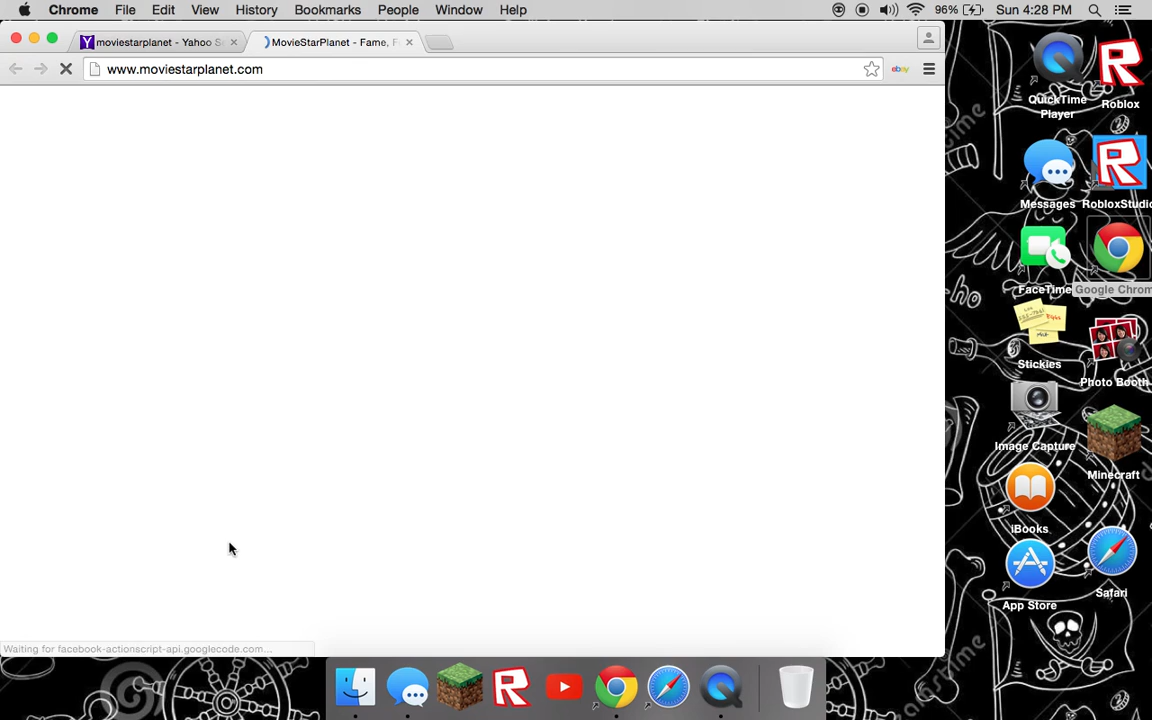 Chrome File Edit View History Bookmarks People Window Help 96% Sun 4:28 PM
moviestarplanet - Yahoo S MovieStarPlanet - Fame, F
www.moviestarplanet.com ebay
QuickTime
Player
Roblox
Messages
RobloxStudio
FaceTime
Google Chrom
Stickies
Photo Booth
Image Capture
Minecraft
iBooks
App Store
Safari
Waiting for facebook-actionscript-api.googlecode.com...